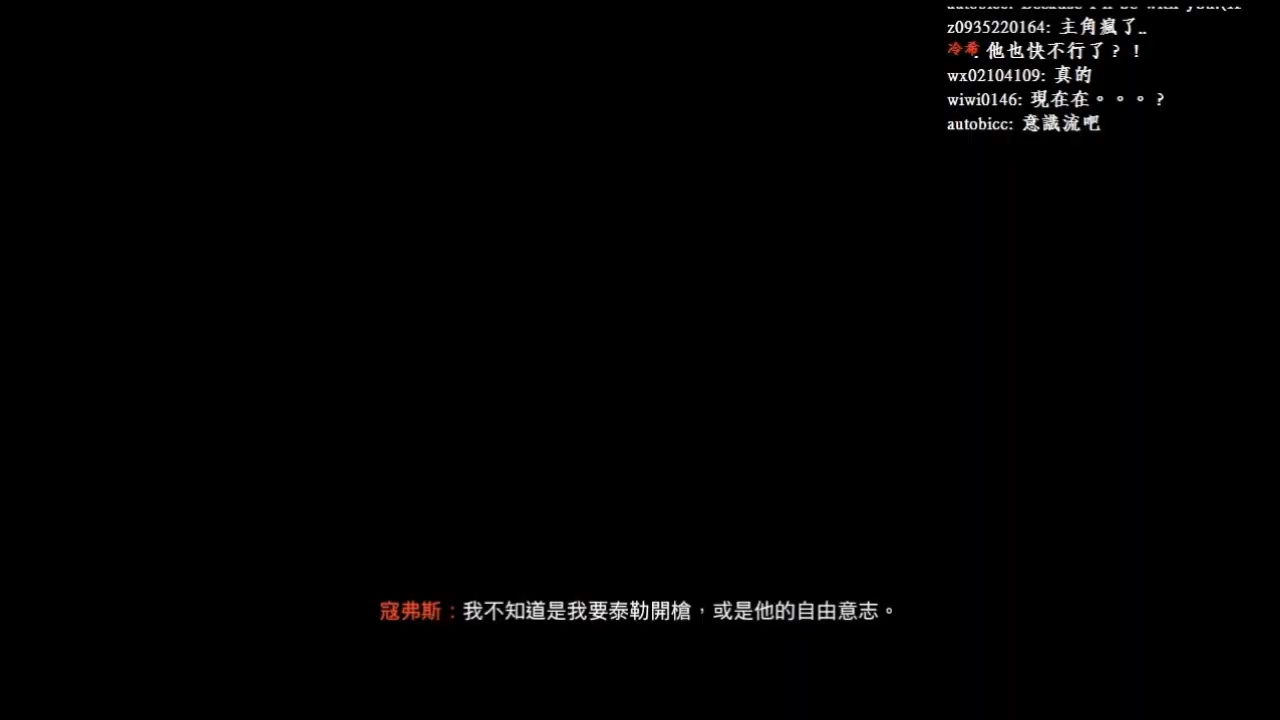 z0935220164: 主角瘋了..
冷希: 他也快不行了？！
wx02104109: 真的
wiwi0146: 現在在。。。？
autobicc: 意識流吧
寇弗斯：我不知道是我要泰勒開槍，或是他的自由意志。